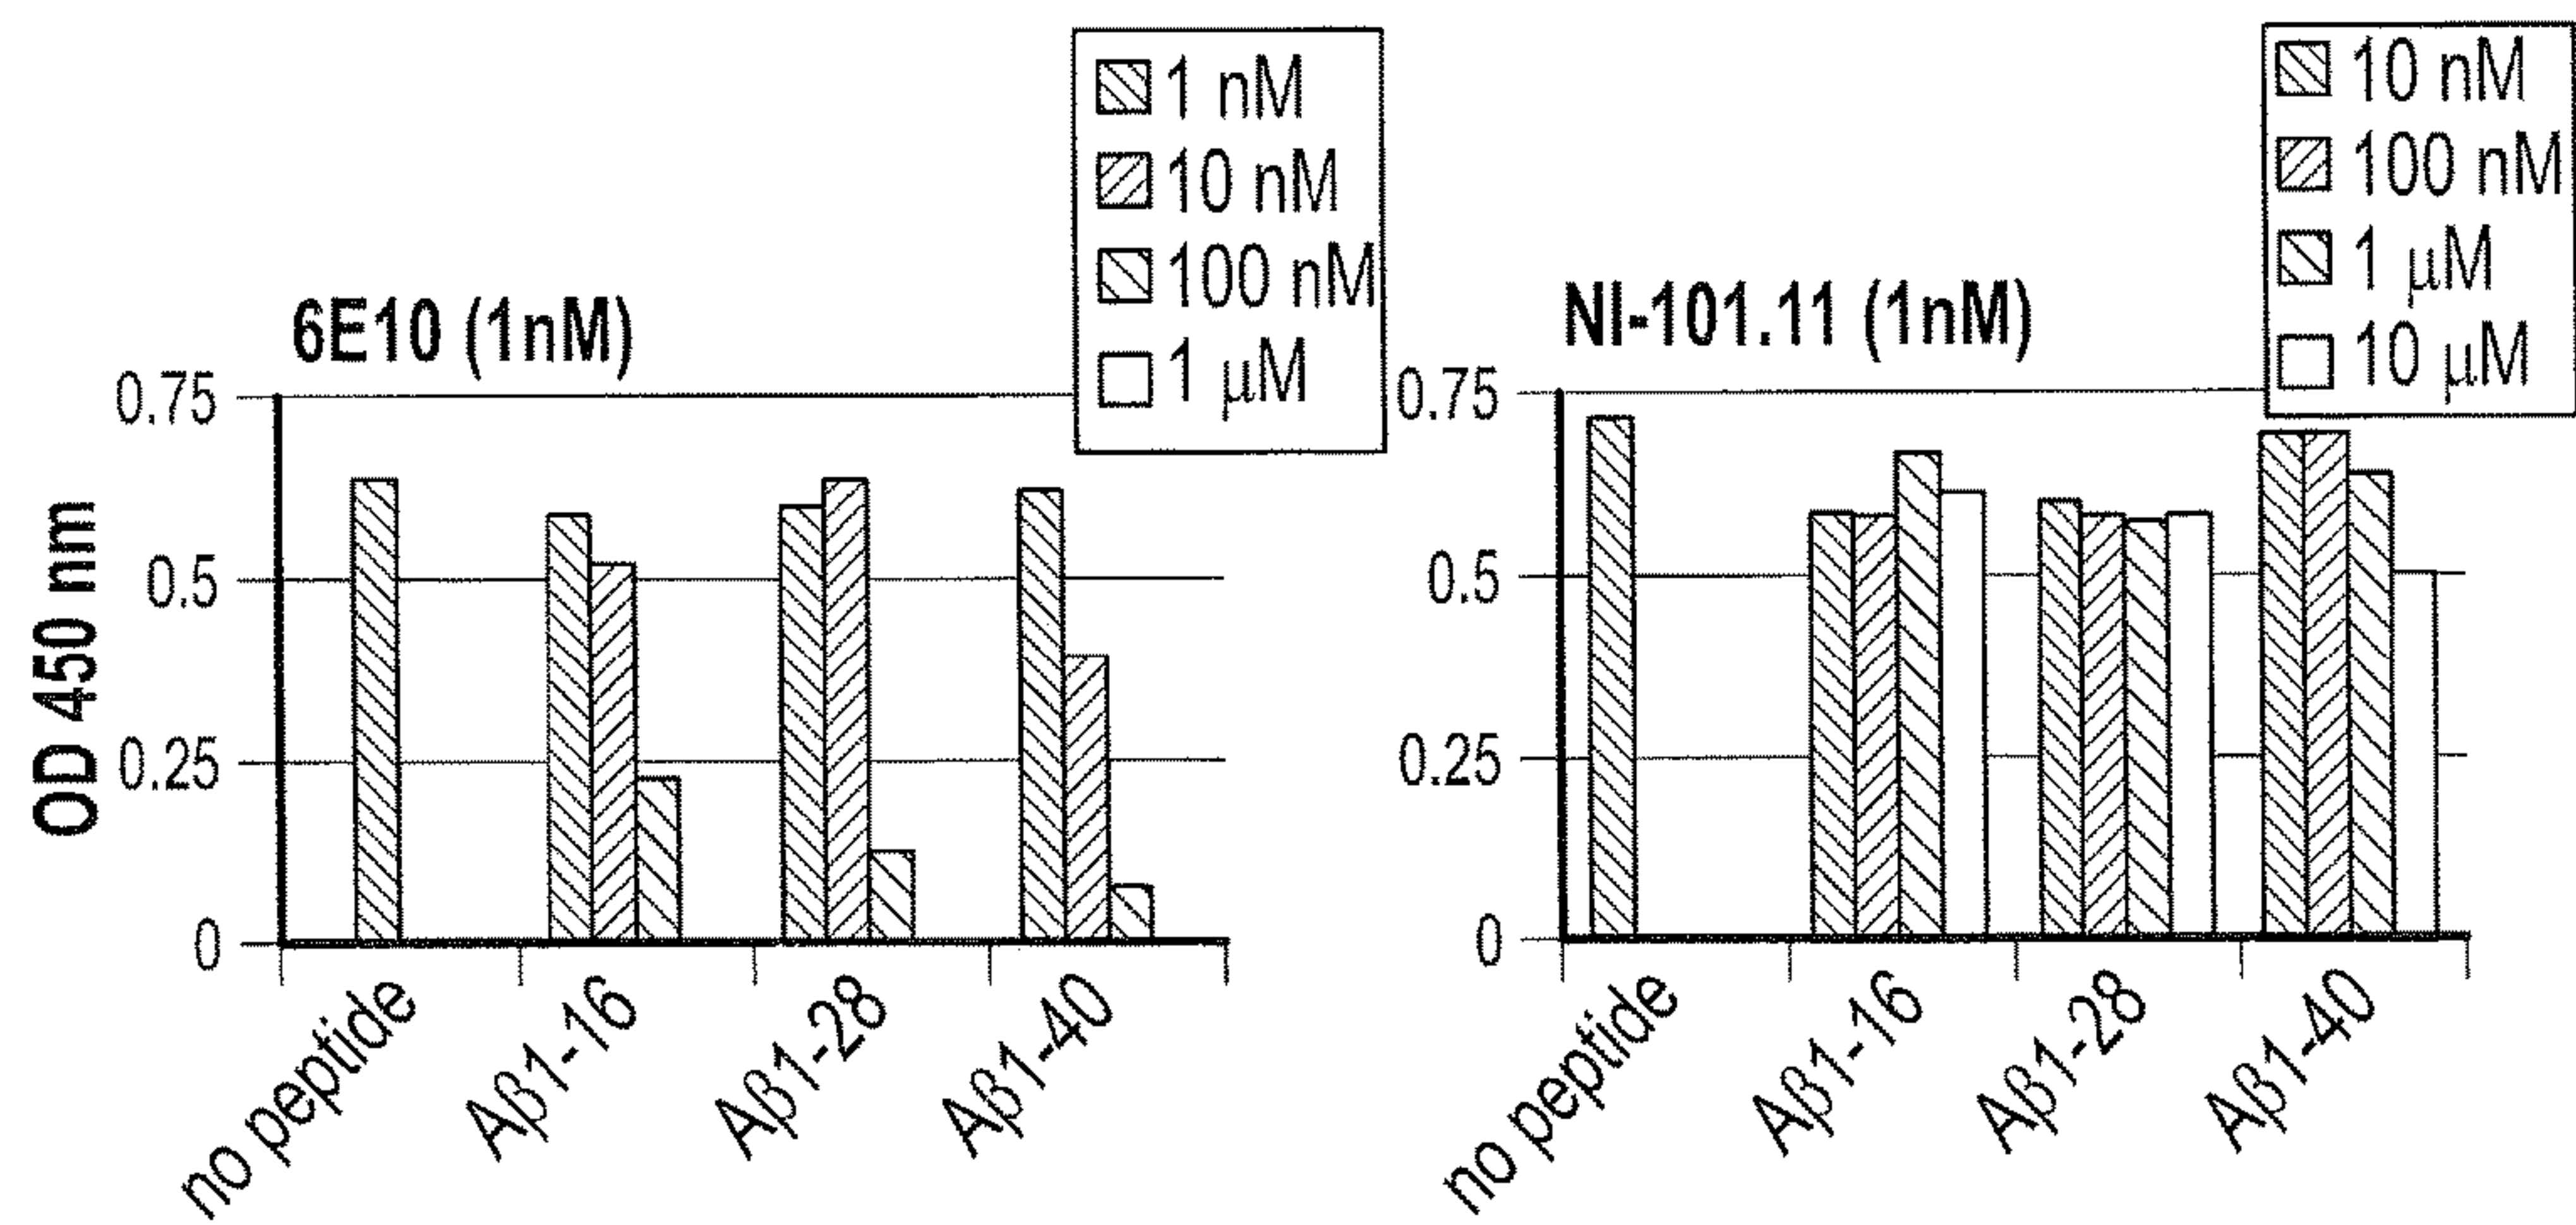 1 nM
10 nM
100 nM
1 μM
6E10 (1nM)
OD 450 nm
0.75
0.5
0.25
0
no peptide
Aβ1-16
Aβ1-28
Aβ1-40
10 nM
100 nM
1 μM
10 μM
NI-101.11 (1nM)
0.75
0.5
0.25
0
no peptide
Aβ1-16
Aβ1-28
Aβ1-40